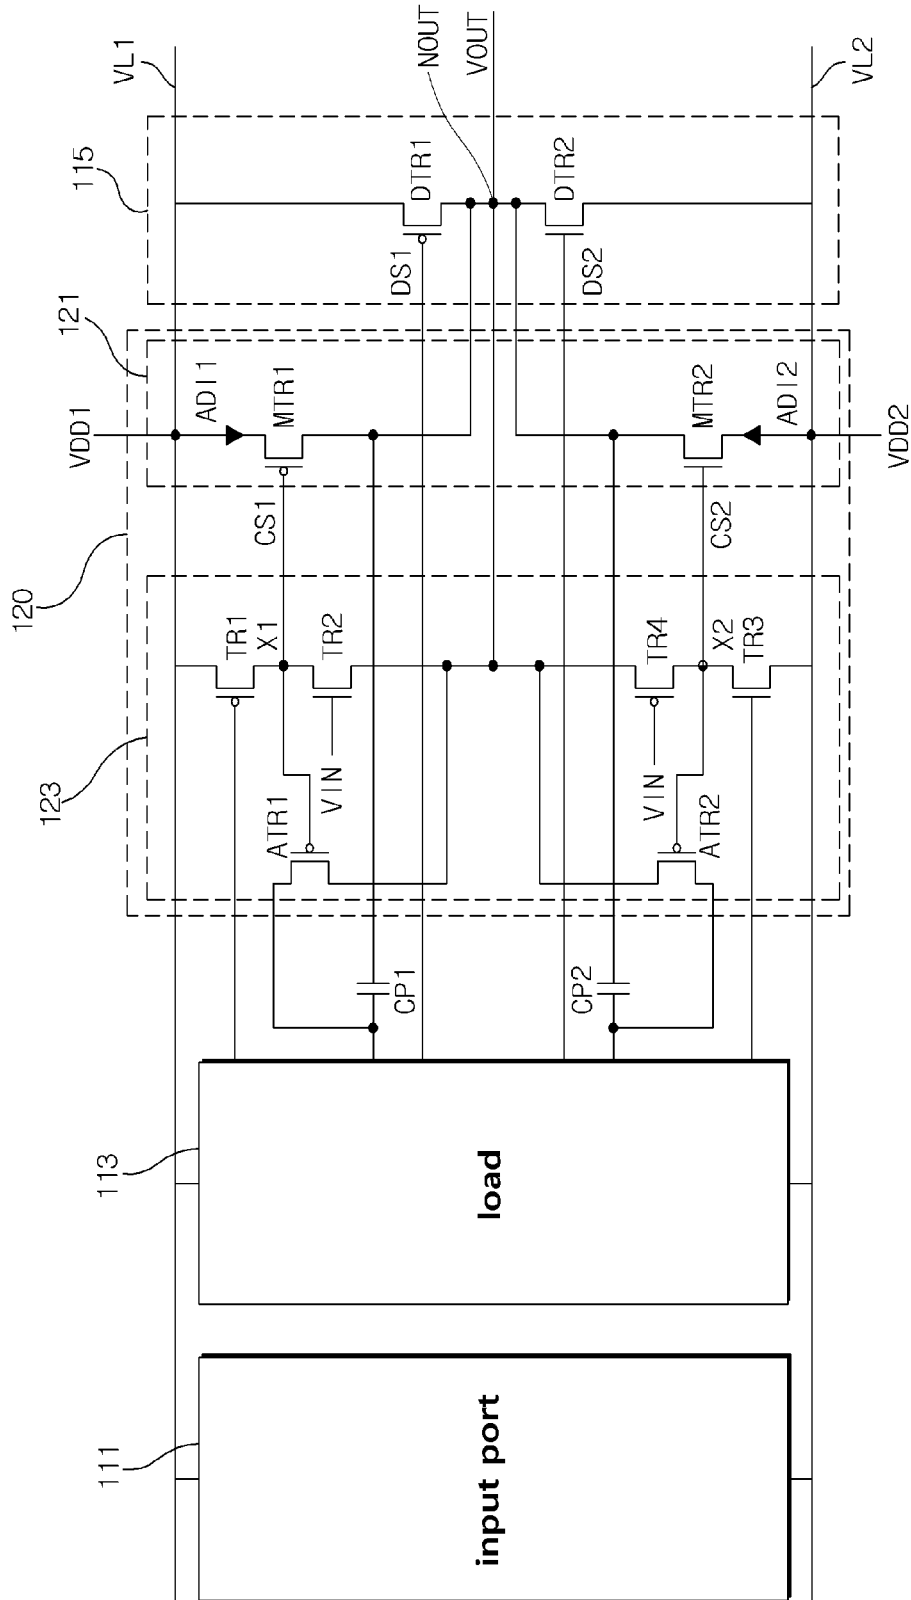 VL1
NOUT
VOUT
VL2
115
DTR1
DTR2
DS1
DS2
121
VDD1
ADI1
MTR1
MTR2
ADI2
VDD2
CS1
CS2
120
TR1
X1
TR2
TR4
X2
TR3
123
VIN
VIN
ATR1
ATR2
CP1
CP2
113
load
111
input port